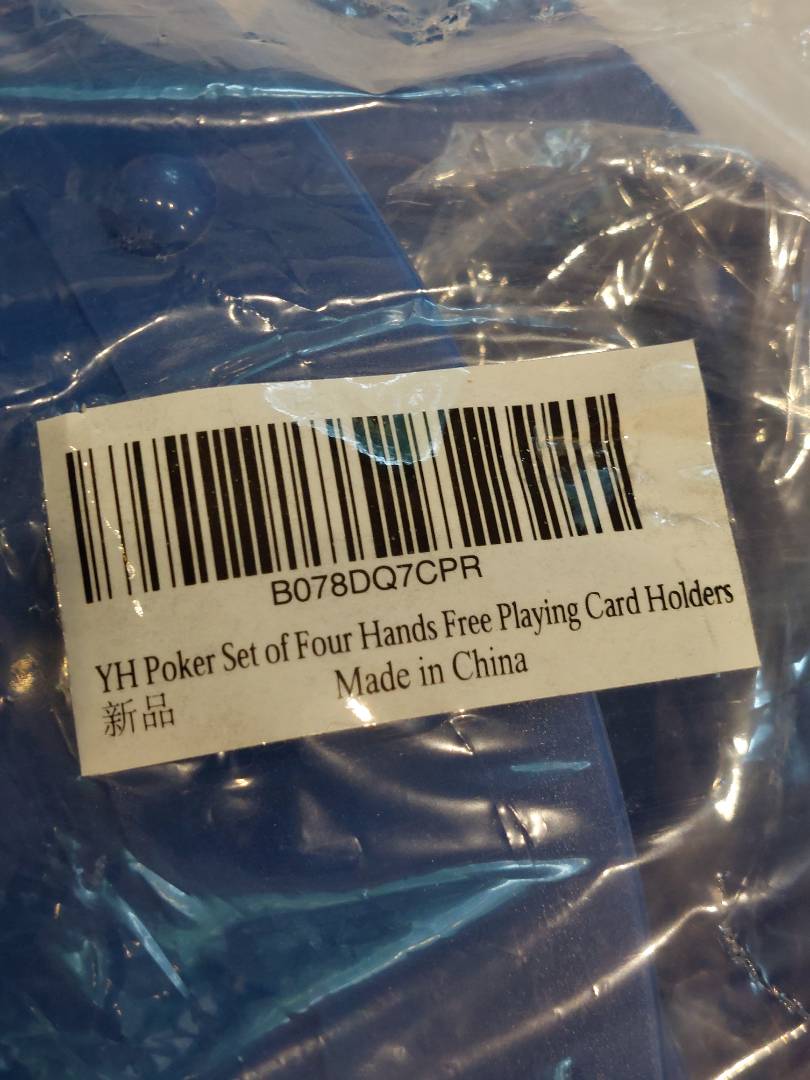 B078DQ7CPR
YH Poker Set of Four Hands Free Playing Card Holders
Made in China
新品